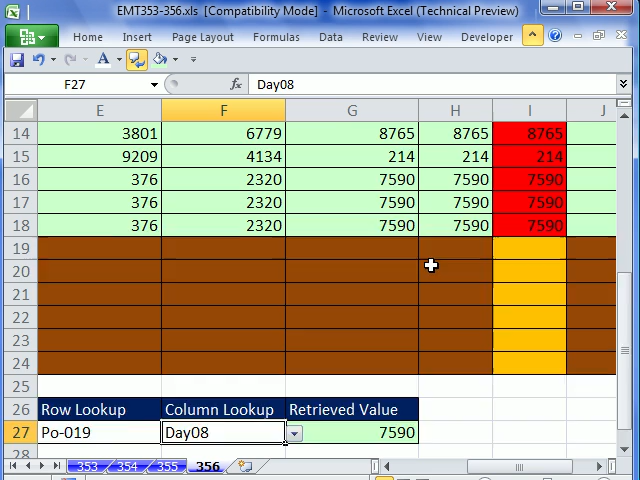 EMT353-356.xls [Compatibility Mode] - Microsoft Excel (Technical Preview)
Home Insert Page Layout Formulas Data Review View Developer
F27 fx Day08
E F G H I J
14 3801 6779 8765 8765 8765
15 9209 4134 214 214 214
16 376 2320 7590 7590 7590
17 376 2320 7590 7590 7590
18 376 2320 7590 7590 7590
19
20
21
22
23
24
25
26 Row Lookup Column Lookup Retrieved Value
27 Po-019 Day08 7590
28
353 354 355 356